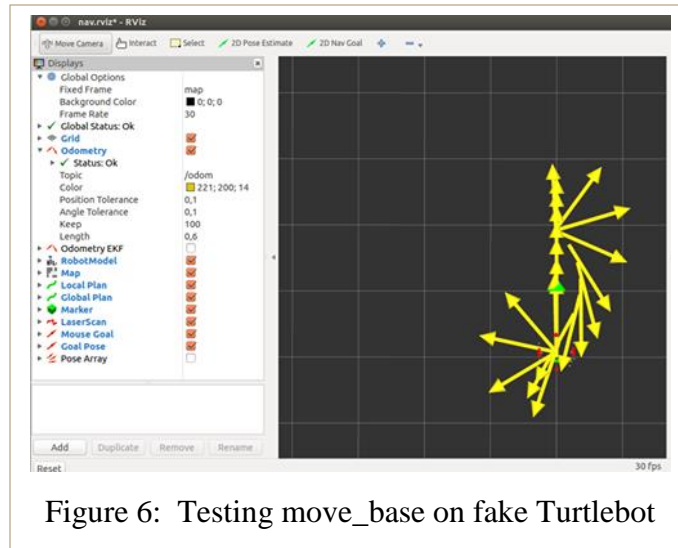 nav.rviz* - RViz
Move Camera Interact Select 2D Pose Estimate 2D Nav Goal
Displays
Global Options
Fixed Frame map
Background Color 0; 0; 0
Frame Rate 30
Global Status: Ok
Grid
Odometry
Status: Ok
Topic /odom
Color 221; 200; 14
Position Tolerance 0,1
Angle Tolerance 0,1
Keep 100
Length 0,6
Odometry EKF
RobotModel
Map
Local Plan
Global Plan
Marker
LaserScan
Mouse Goal
Goal Pose
Pose Array
Add Duplicate Remove Rename
Reset 30 fps
Figure 6: Testing move_base on fake Turtlebot